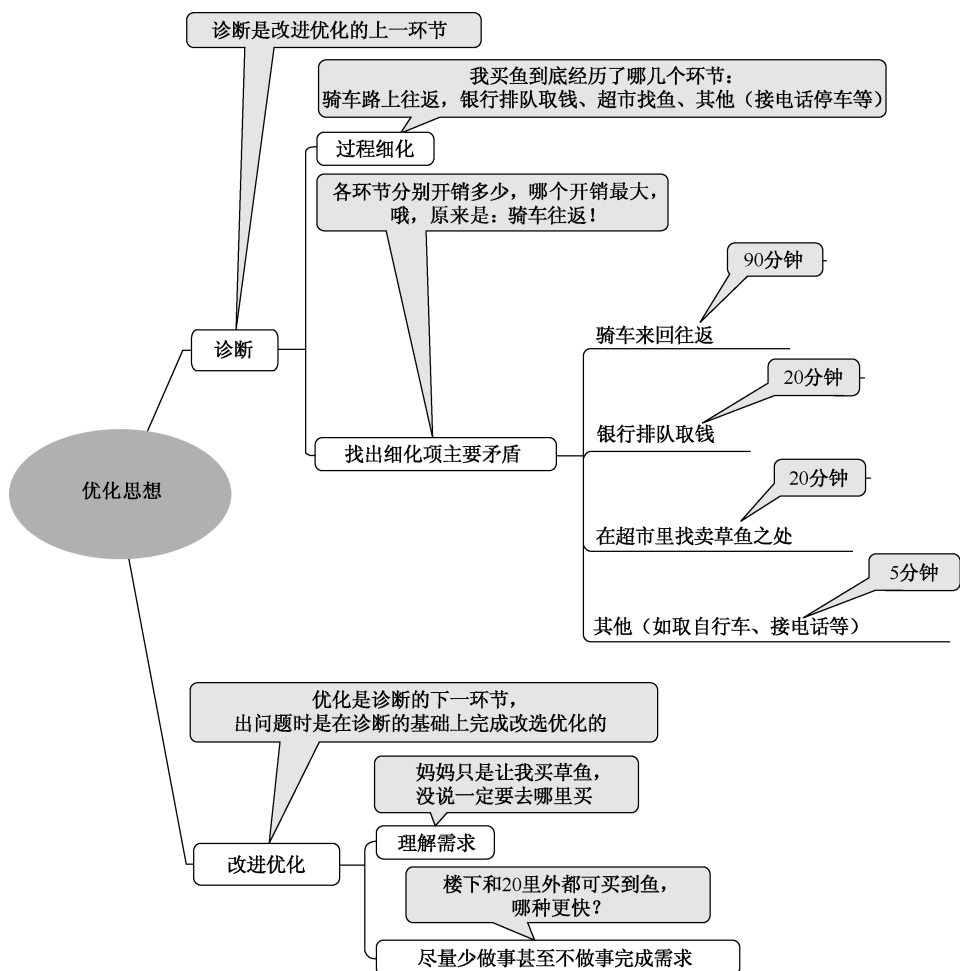 诊断是改进优化的上一环节
我买鱼到底经历了哪几个环节：
骑车路上往返，银行排队取钱、超市找鱼、其他（接电话停车等）
过程细化
各环节分别开销多少，哪个开销最大，
哦，原来是：骑车往返！
90分钟
骑车来回往返
诊断
20分钟
银行排队取钱
找出细化项主要矛盾
20分钟
在超市里找卖草鱼之处
优化思想
5分钟
其他（如取自行车、接电话等）
优化是诊断的下一环节，
出问题时是在诊断的基础上完成改选优化的
妈妈只是让我买草鱼，
没说一定要去哪里买
理解需求
改进优化
楼下和20里外都可买到鱼，
哪种更快？
尽量少做事甚至不做事完成需求